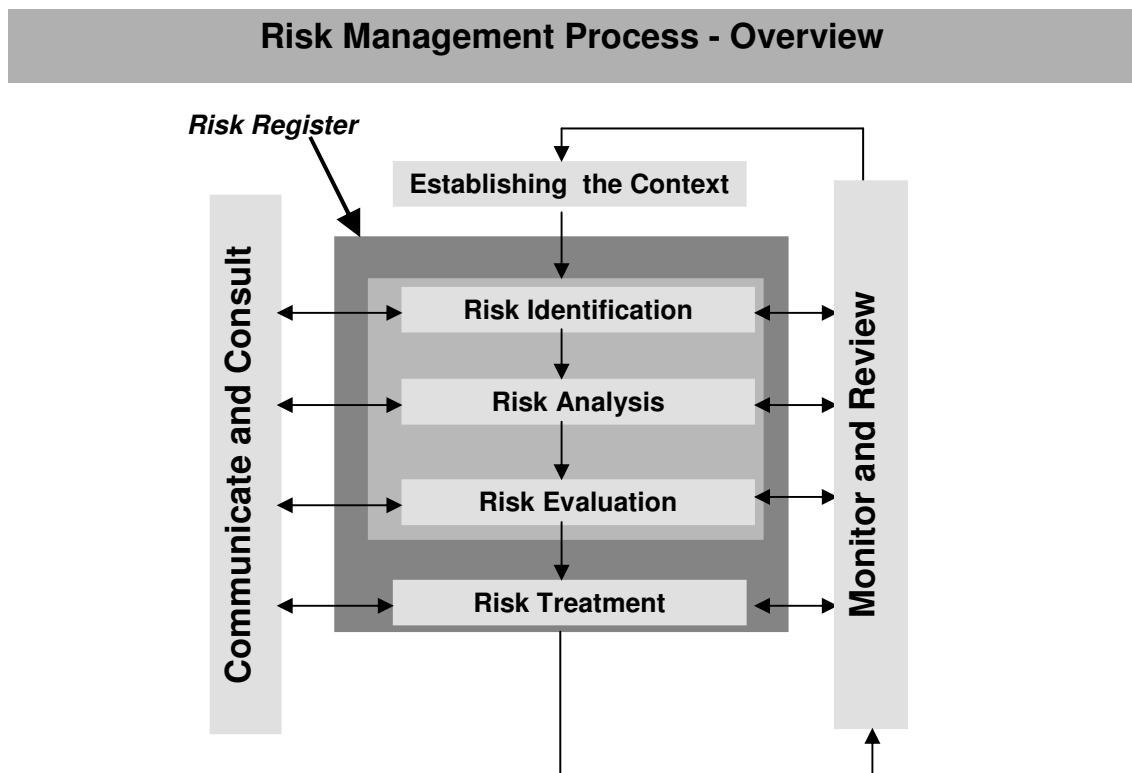 Risk Management Process - Overview
Risk Register
Establishing the Context
Communicate and Consult
Risk Identification
Risk Analysis
Risk Evaluation
Risk Treatment
Monitor and Review